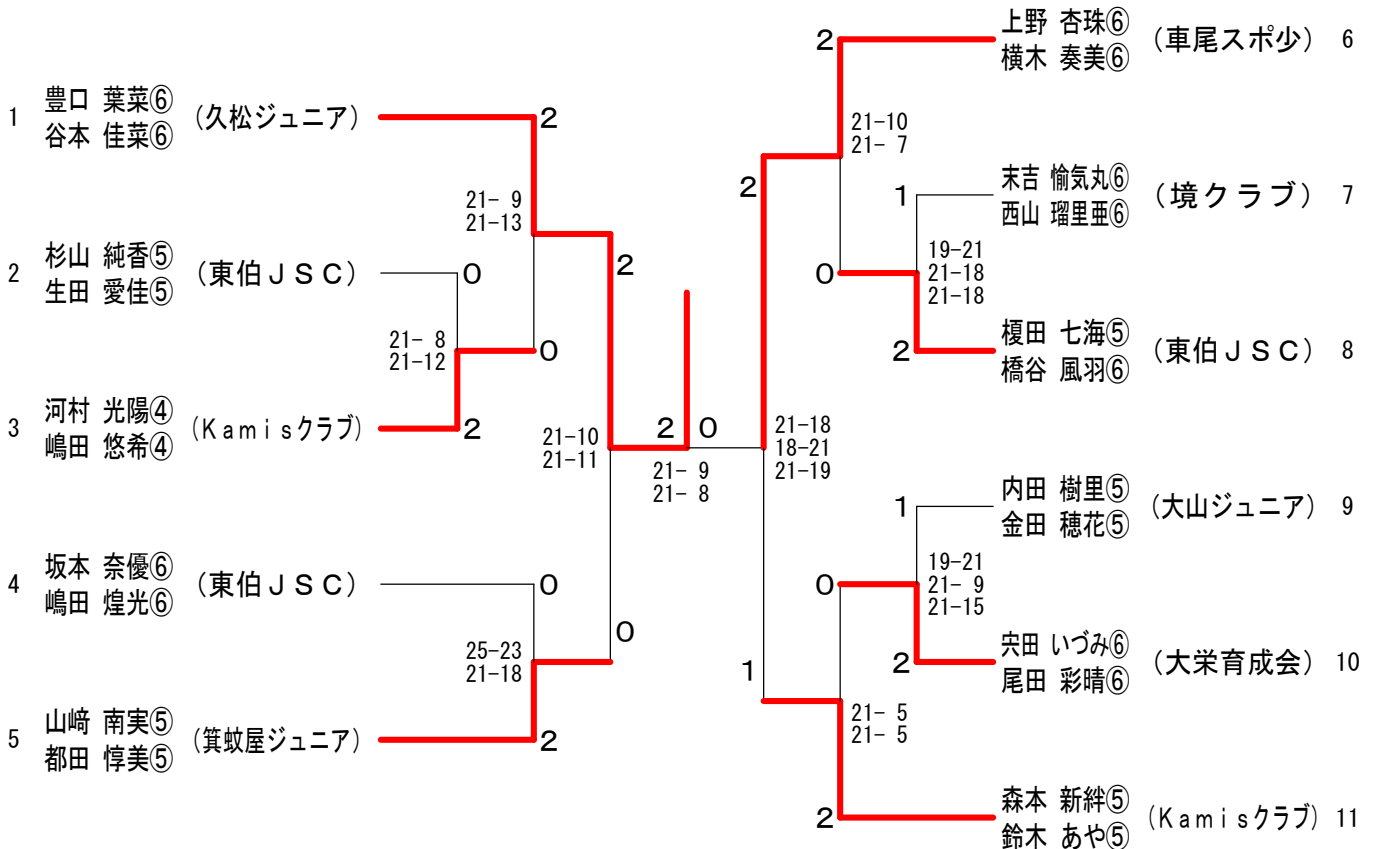 1 豊口 葉菜⑥ (久松ジュニア)
谷本 佳菜⑥
2
21- 9
21-13
2 杉山 純香⑤ (東伯ＪＳＣ)
生田 愛佳⑤
0
21- 8
21-12
0
3 河村 光陽④ (Kamisクラブ)
嶋田 悠希④
2
2
21-10
21-11
4 坂本 奈優⑥ (東伯ＪＳＣ)
嶋田 煌光⑥
0
0
25-23
21-18
5 山﨑 南実⑤ (箕蚊屋ジュニア)
都田 惇美⑤
2
2 0
21- 9
21- 8
上野 杏珠⑥ (車尾スポ少) 6
横木 奏美⑥
2
21-10
21- 7
2
末吉 愉気丸⑥ (境クラブ) 7
西山 瑠里亜⑥
1
19-21
21-18
21-18
0
榎田 七海⑤ (東伯ＪＳＣ) 8
橋谷 風羽⑥
2
21-18
18-21
21-19
内田 樹里⑤ (大山ジュニア) 9
金田 穂花⑤
1
19-21
21- 9
21-15
0
宍田 いづみ⑥ (大栄育成会) 10
尾田 彩晴⑥
2
1
21- 5
21- 5
森本 新絆⑤ (Kamisクラブ) 11
鈴木 あや⑤
2